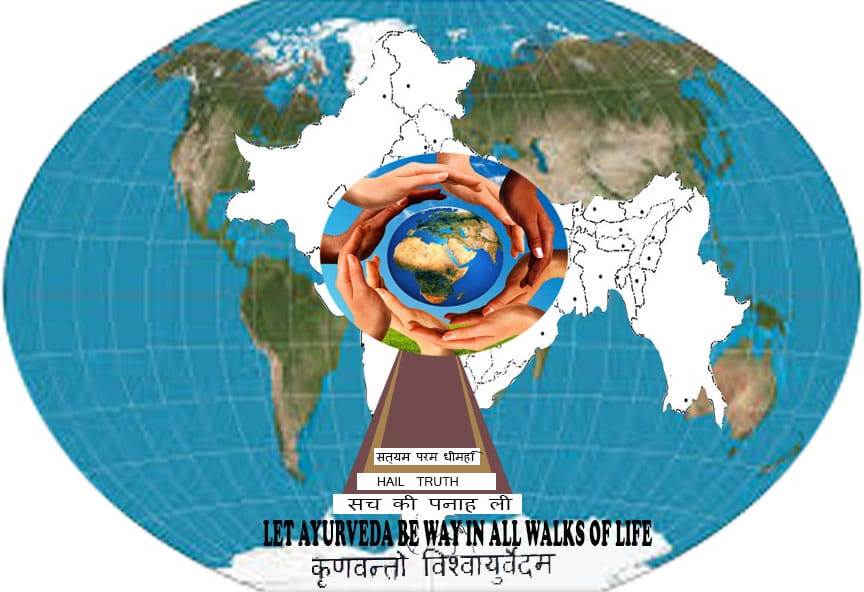 सत्यम परम धीमहि
HAIL TRUTH
सच की पनाह ली
LET AYURVEDA BE WAY IN ALL WALKS OF LIFE
कृणवन्तो विश्वायुर्वेदम